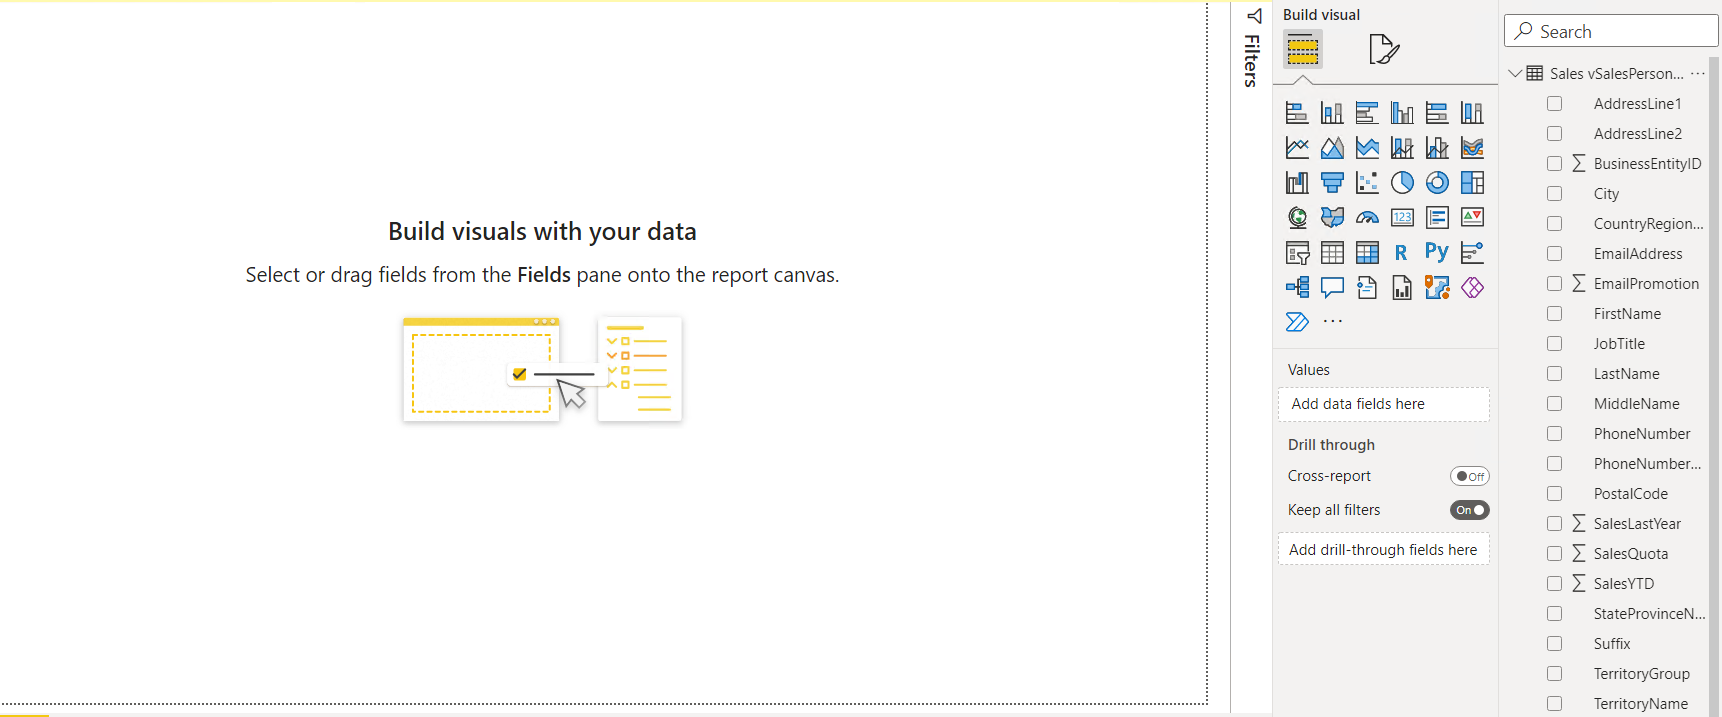 Build visuals with your data
Select or drag fields from the Fields pane onto the report canvas.
Filters
Build visual
123
R
Py
...
Values
Add data fields here
Drill through
Cross-report
Off
Keep all filters
On
Add drill-through fields here
Search
Sales vSalesPerson... ...
AddressLine1
AddressLine2
∑ BusinessEntityID
City
CountryRegion...
EmailAddress
∑ EmailPromotion
FirstName
JobTitle
LastName
MiddleName
PhoneNumber
PhoneNumber...
PostalCode
∑ SalesLastYear
∑ SalesQuota
∑ SalesYTD
StateProvinceN...
Suffix
TerritoryGroup
TerritoryName